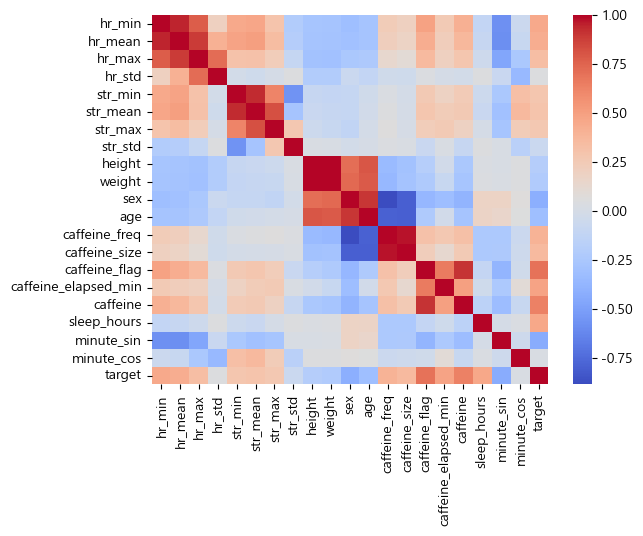 hr_min
hr_mean
hr_max
hr_std
str_min
str_mean
str_max
str_std
height
weight
sex
age
caffeine_freq
caffeine_size
caffeine_flag
caffeine_elapsed_min
caffeine
sleep_hours
minute_sin
minute_cos
target
hr_min
hr_mean
hr_max
hr_std
str_min
str_mean
str_max
str_std
height
weight
sex
age
caffeine_freq
caffeine_size
caffeine_flag
caffeine_elapsed_min
caffeine
sleep_hours
minute_sin
minute_cos
target
1.00
0.75
0.50
0.25
0.00
-0.25
-0.50
-0.75